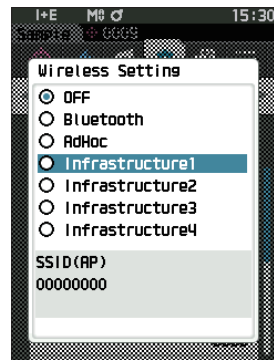 I+E M0 ♂ 15:30
Sample 0009
Wireless Setting
OFF
Bluetooth
AdHoc
Infrastructure1
Infrastructure2
Infrastructure3
Infrastructure4
SSID(AP)
00000000